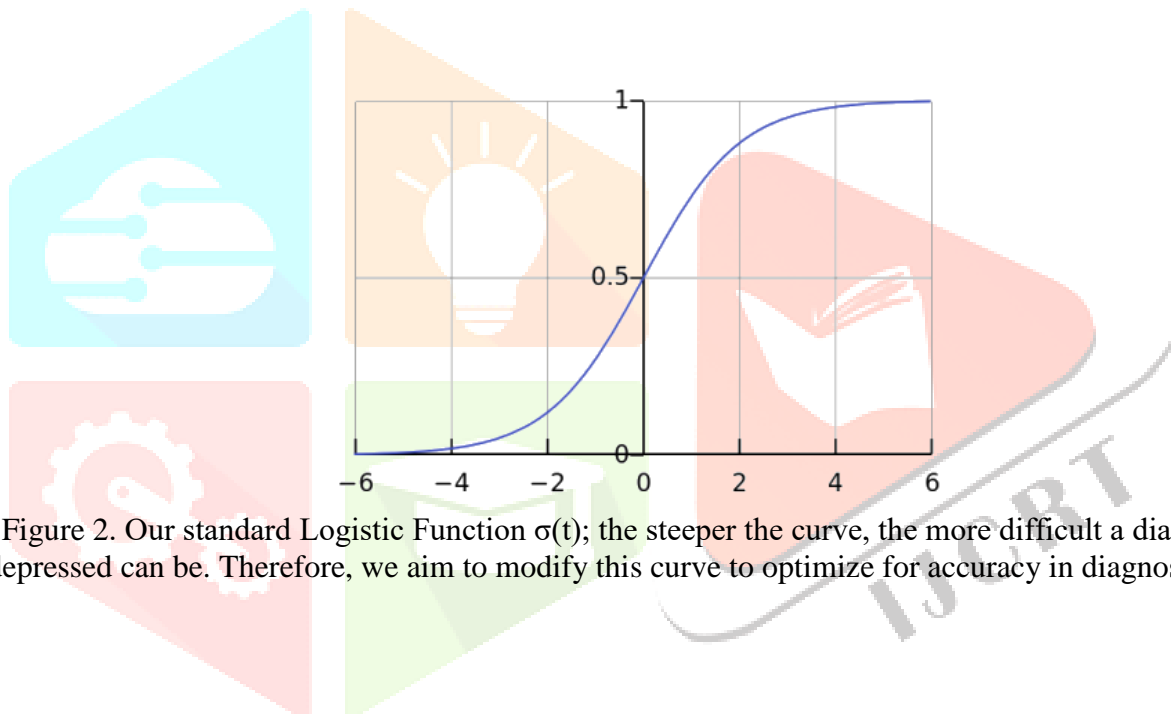 1
0.5
0
−6 −4 −2 0 2 4 6
Figure 2. Our standard Logistic Function σ(t); the steeper the curve, the more difficult a dia
depressed can be. Therefore, we aim to modify this curve to optimize for accuracy in diagnos
IJCRT